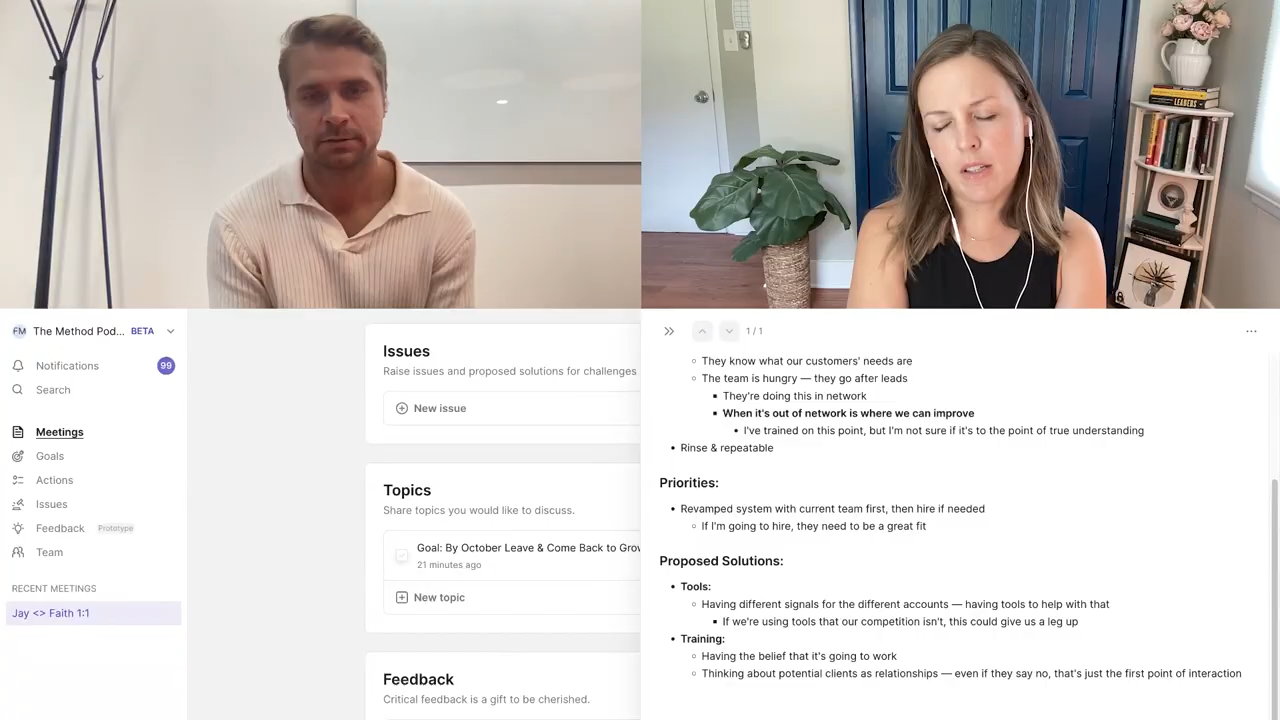 LEADERS
FM The Method Pod... BETA
Notifications 99
Search
Meetings
Goals
Actions
Issues
Feedback Prototype
Team
RECENT MEETINGS
Jay <> Faith 1:1
Issues
Raise issues and proposed solutions for challenges
New issue
Topics
Share topics you would like to discuss.
Goal: By October Leave & Come Back to Grow
21 minutes ago
New topic
Feedback
Critical feedback is a gift to be cherished.
1 / 1
They know what our customers' needs are
The team is hungry — they go after leads
They're doing this in network
When it's out of network is where we can improve
I've trained on this point, but I'm not sure if it's to the point of true understanding
Rinse & repeatable
Priorities:
Revamped system with current team first, then hire if needed
If I'm going to hire, they need to be a great fit
Proposed Solutions:
Tools:
Having different signals for the different accounts — having tools to help with that
If we're using tools that our competition isn't, this could give us a leg up
Training:
Having the belief that it's going to work
Thinking about potential clients as relationships — even if they say no, that's just the first point of interaction